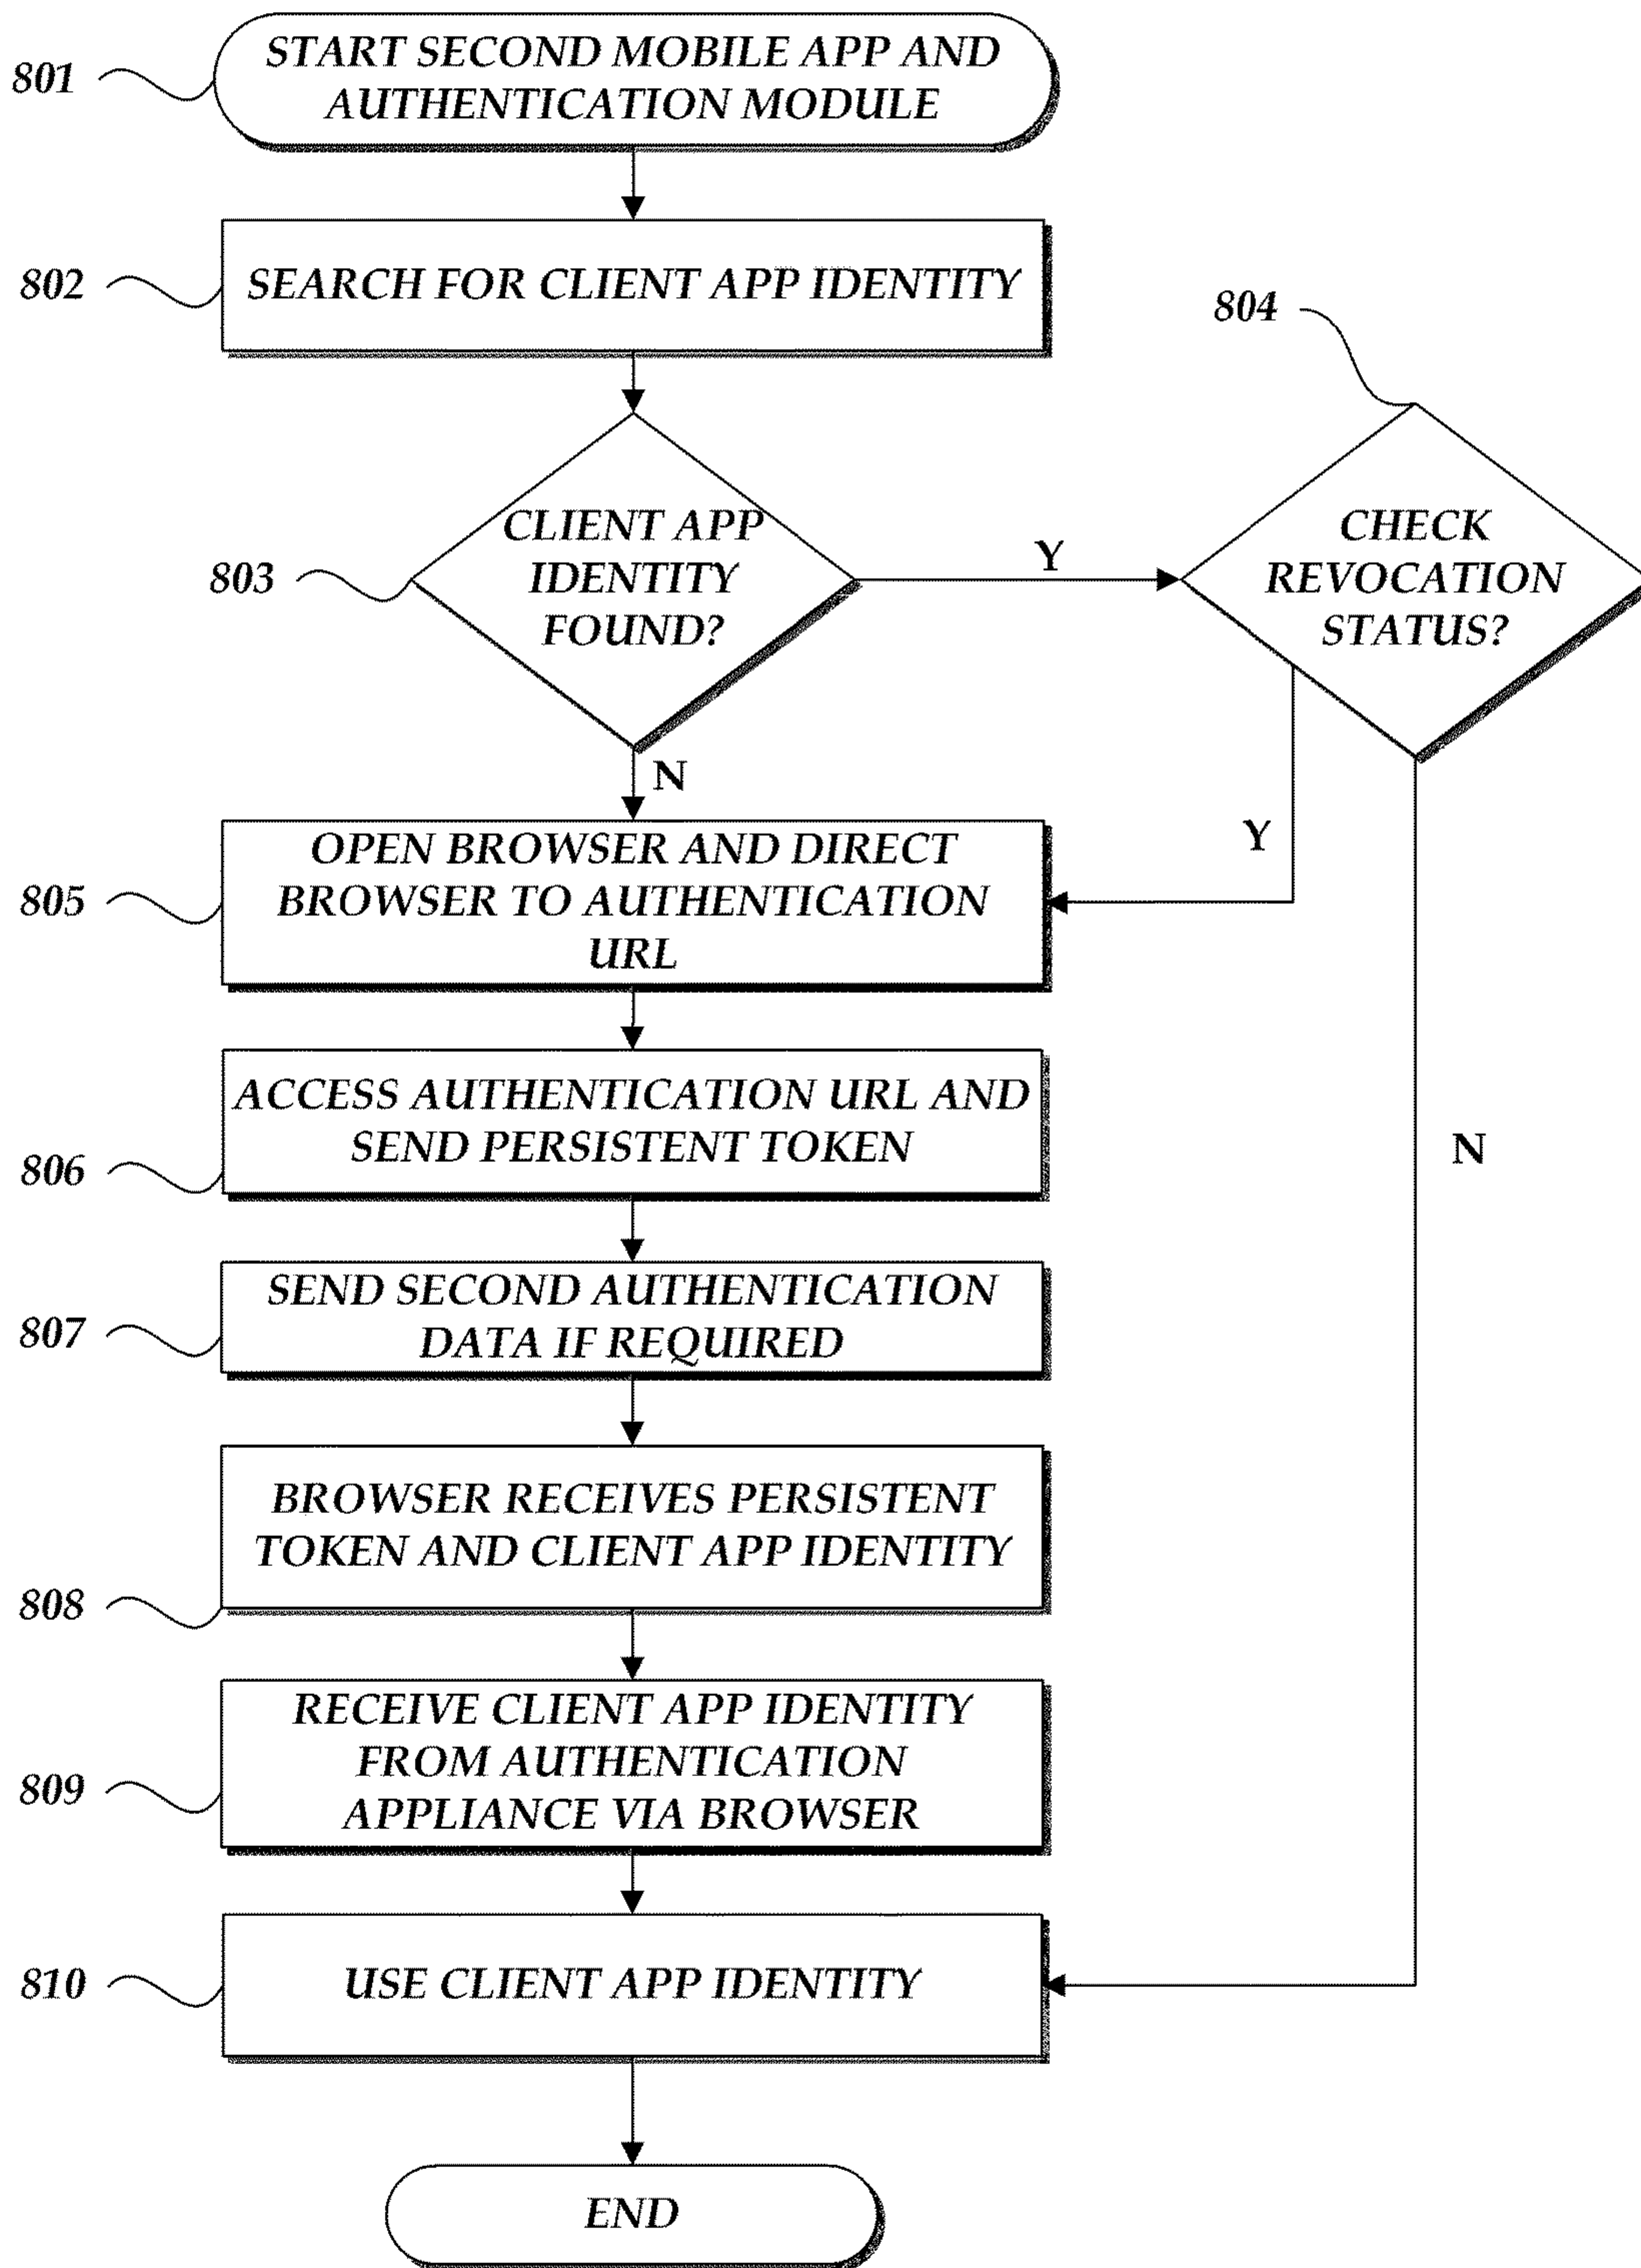 801
START SECOND MOBILE APP AND
AUTHENTICATION MODULE
802
SEARCH FOR CLIENT APP IDENTITY
804
803
CLIENT APP
IDENTITY
FOUND?
Y
CHECK
REVOCATION
STATUS?
N
Y
805
OPEN BROWSER AND DIRECT
BROWSER TO AUTHENTICATION
URL
806
ACCESS AUTHENTICATION URL AND
SEND PERSISTENT TOKEN
N
807
SEND SECOND AUTHENTICATION
DATA IF REQUIRED
808
BROWSER RECEIVES PERSISTENT
TOKEN AND CLIENT APP IDENTITY
809
RECEIVE CLIENT APP IDENTITY
FROM AUTHENTICATION
APPLIANCE VIA BROWSER
810
USE CLIENT APP IDENTITY
END